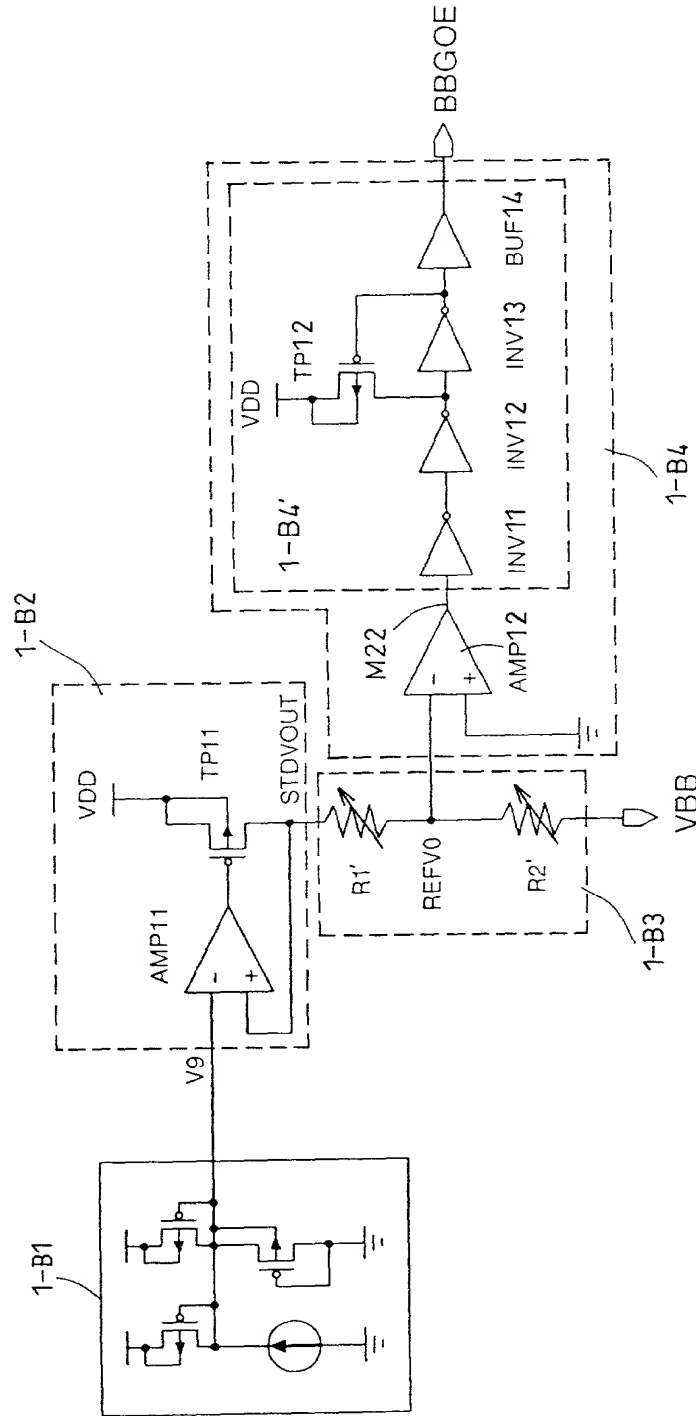 1-B1
V9
1-B2
VDD
AMP11
-
+
TP11
STDVOUT
R1'
REFV0
R2'
VBB
1-B3
M22
-
+
AMP12
1-B4'
VDD
TP12
INV11
INV12
INV13
BUF14
1-B4
BBGOE